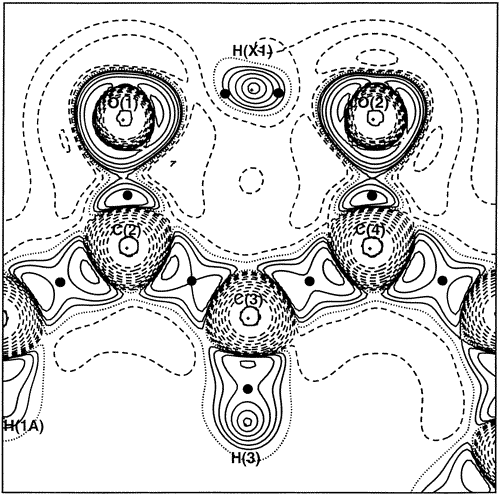 H(X1)
O(1)
O(2)
C(2)
C(4)
C(3)
H(1A)
H(3)